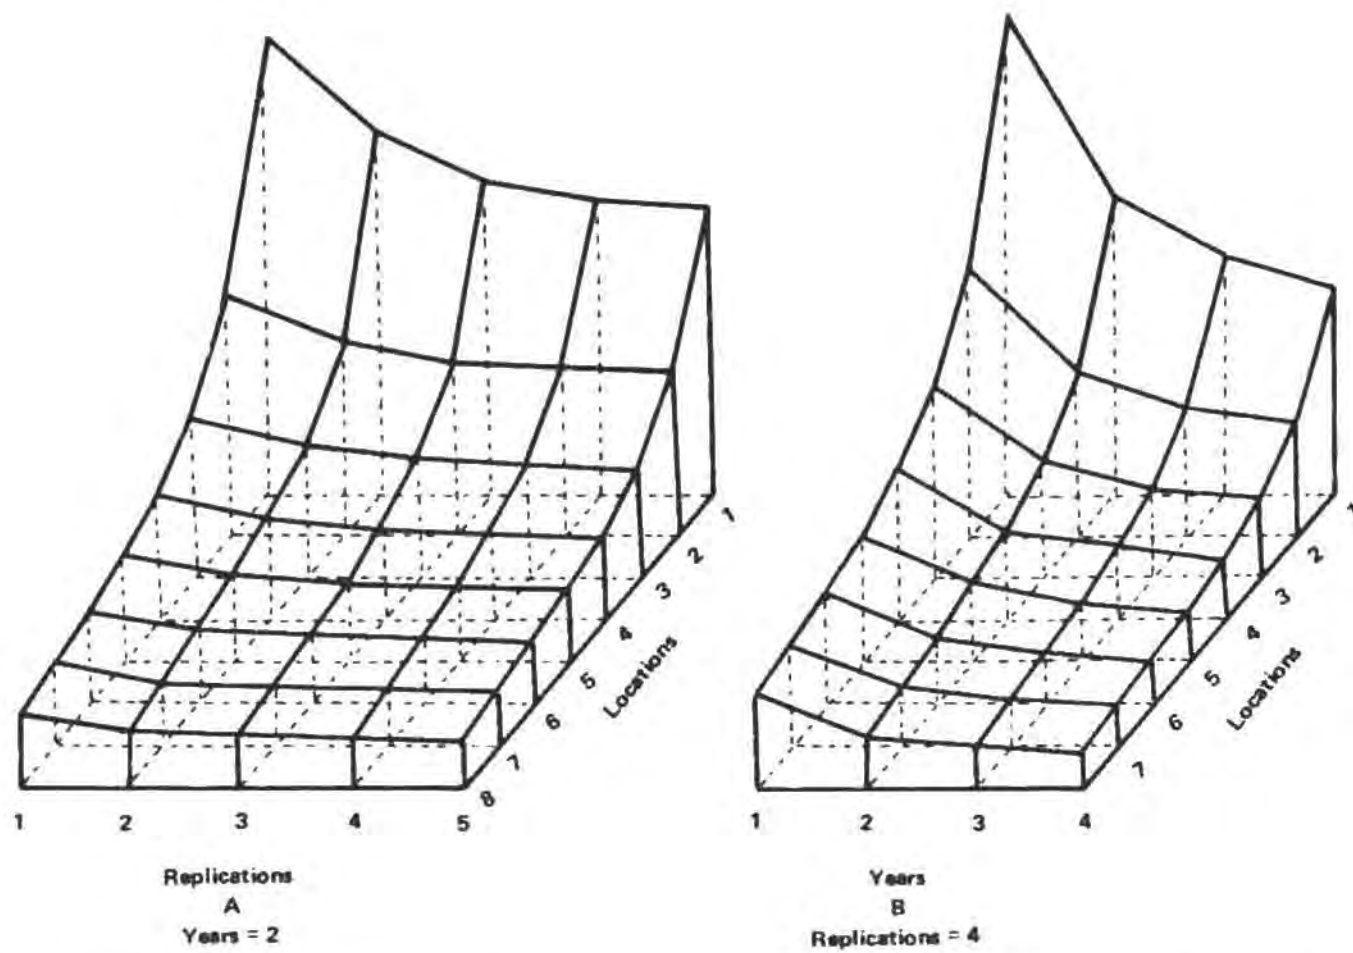 1
2
3
4
5
6
7
8
Locations
1 2 3 4 5
Replications
A
Years = 2
1
2
3
4
5
6
7
Locations
1 2 3 4
Years
B
Replications = 4